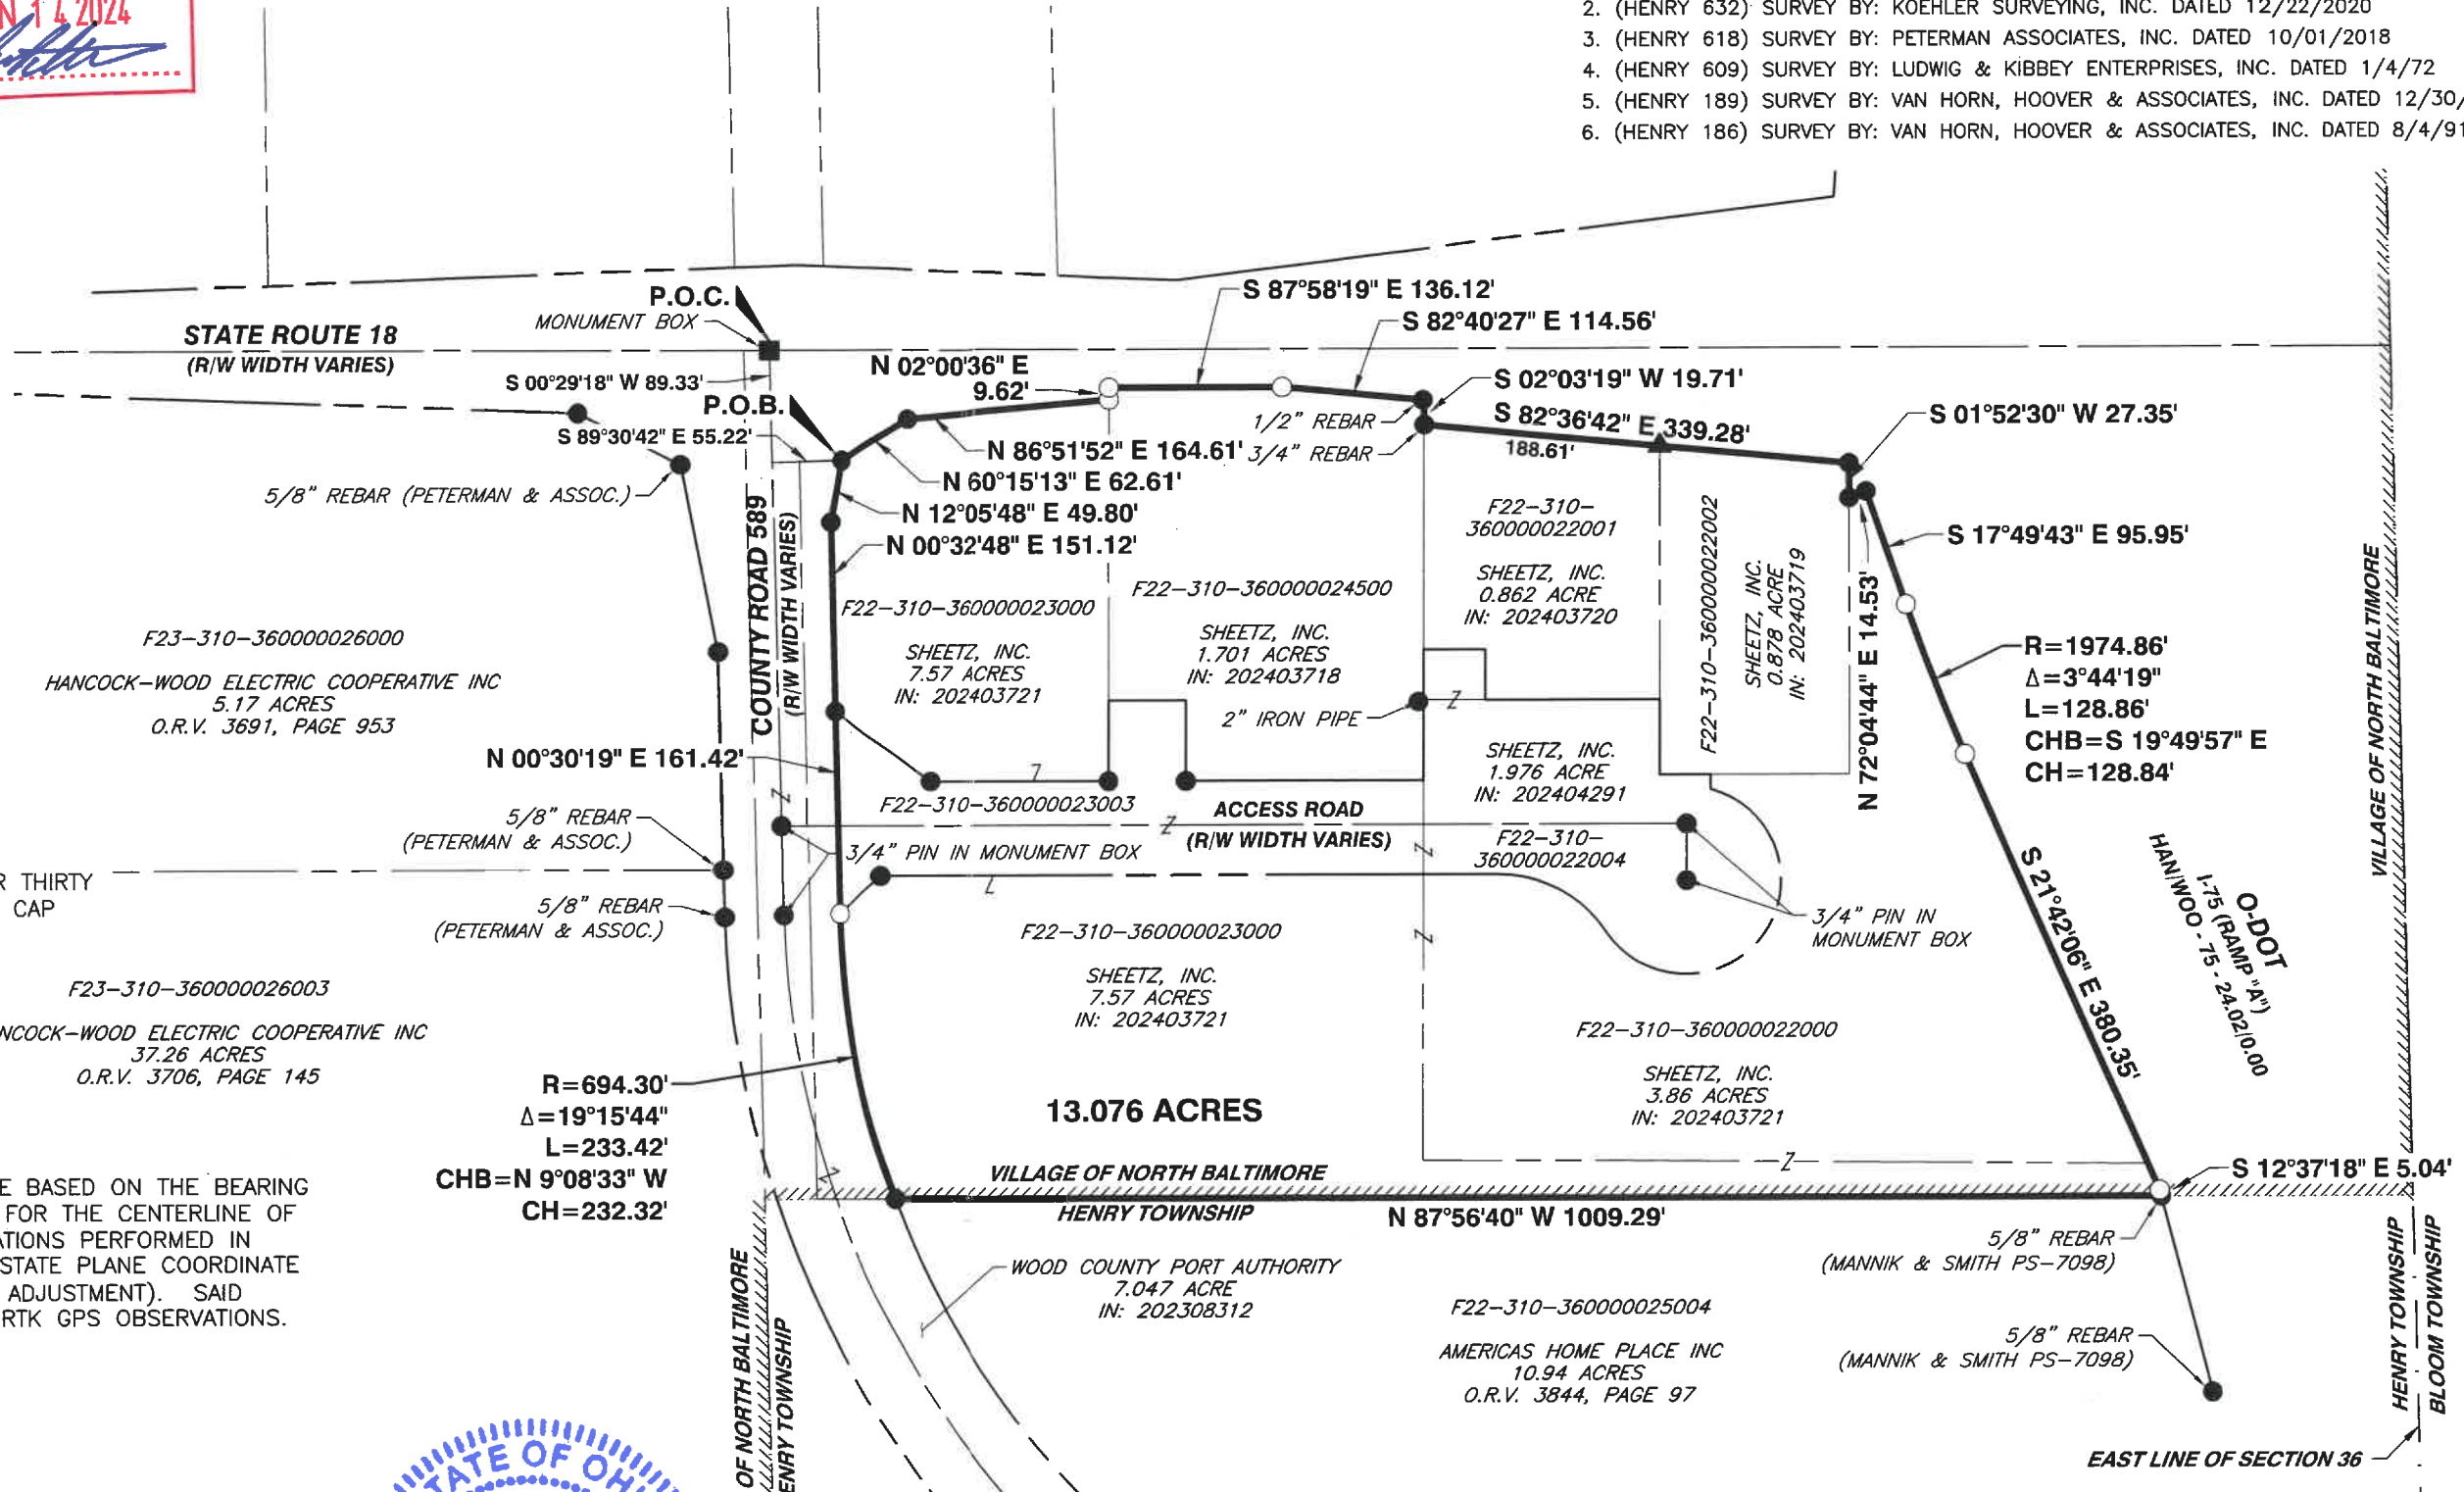 N 14 2024
2. (HENRY 632) SURVEY BY: KOEHLER SURVEYING, INC. DATED 12/22/2020
3. (HENRY 618) SURVEY BY: PETERMAN ASSOCIATES, INC. DATED 10/01/2018
4. (HENRY 609) SURVEY BY: LUDWIG & KIBBEY ENTERPRISES, INC. DATED 1/4/72
5. (HENRY 189) SURVEY BY: VAN HORN, HOOVER & ASSOCIATES, INC. DATED 12/30/
6. (HENRY 186) SURVEY BY: VAN HORN, HOOVER & ASSOCIATES, INC. DATED 8/4/91
P.O.C.
MONUMENT BOX
STATE ROUTE 18
(R/W WIDTH VARIES)
S 00°29'18" W 89.33'
P.O.B.
S 89°30'42" E 55.22'
N 02°00'36" E
9.62'
S 87°58'19" E 136.12'
S 82°40'27" E 114.56'
S 02°03'19" W 19.71'
1/2" REBAR
3/4" REBAR
S 82°36'42" E 339.28'
188.61'
S 01°52'30" W 27.35'
N 86°51'52" E 164.61'
N 60°15'13" E 62.61'
N 12°05'48" E 49.80'
N 00°32'48" E 151.12'
5/8" REBAR (PETERMAN & ASSOC.)
COUNTY ROAD 589
(R/W WIDTH VARIES)
S 17°49'43" E 95.95'
N 72°04'44" E 14.53'
VILLAGE OF NORTH BALTIMORE
F23-310-360000026000
HANCOCK-WOOD ELECTRIC COOPERATIVE INC
5.17 ACRES
O.R.V. 3691, PAGE 953
F22-310-360000023000
SHEETZ, INC.
7.57 ACRES
IN: 202403721
F22-310-360000024500
SHEETZ, INC.
1.701 ACRES
IN: 202403718
2" IRON PIPE
F22-310-
360000022001
SHEETZ, INC.
0.862 ACRE
IN: 202403720
F22-310-360000022002
SHEETZ, INC.
0.878 ACRE
IN: 202403719
R=1974.86'
Δ=3°44'19"
L=128.86'
CHB=S 19°49'57" E
CH=128.84'
N 00°30'19" E 161.42'
5/8" REBAR
(PETERMAN & ASSOC.)
5/8" REBAR
(PETERMAN & ASSOC.)
F22-310-360000023003
ACCESS ROAD
(R/W WIDTH VARIES)
3/4" PIN IN MONUMENT BOX
SHEETZ, INC.
1.976 ACRE
IN: 202404291
F22-310-
360000022004
3/4" PIN IN
MONUMENT BOX
S 21°42'06" E 380.35'
O-DOT
I-75 (RAMP "A")
HAN/WOO - 75 - 24.02/0.00
R THIRTY
CAP
F23-310-360000026003
NCOCK-WOOD ELECTRIC COOPERATIVE INC
37.26 ACRES
O.R.V. 3706, PAGE 145
F22-310-360000023000
SHEETZ, INC.
7.57 ACRES
IN: 202403721
F22-310-360000022000
SHEETZ, INC.
3.86 ACRES
IN: 202403721
R=694.30'
Δ=19°15'44"
L=233.42'
CHB=N 9°08'33" W
CH=232.32'
13.076 ACRES
VILLAGE OF NORTH BALTIMORE
HENRY TOWNSHIP
N 87°56'40" W 1009.29'
S 12°37'18" E 5.04'
E BASED ON THE BEARING
FOR THE CENTERLINE OF
ATIONS PERFORMED IN
STATE PLANE COORDINATE
ADJUSTMENT). SAID
RTK GPS OBSERVATIONS.
OF NORTH BALTIMORE
ENRY TOWNSHIP
WOOD COUNTY PORT AUTHORITY
7.047 ACRE
IN: 202308312
F22-310-360000025004
AMERICAS HOME PLACE INC
10.94 ACRES
O.R.V. 3844, PAGE 97
5/8" REBAR
(MANNIK & SMITH PS-7098)
5/8" REBAR
(MANNIK & SMITH PS-7098)
HENRY TOWNSHIP
BLOOM TOWNSHIP
EAST LINE OF SECTION 36
TATE OF OH